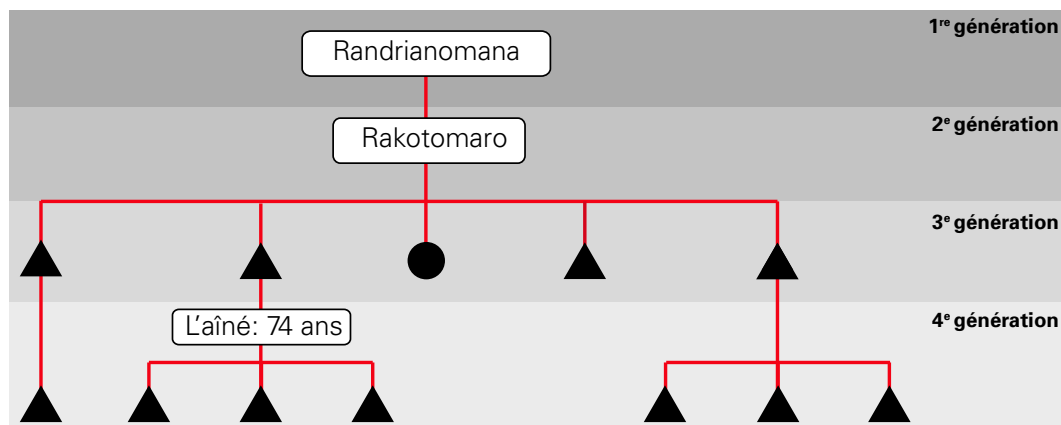 1re génération
Randrianomana
2e génération
Rakotomaro
3e génération
L'aîné: 74 ans
4e génération